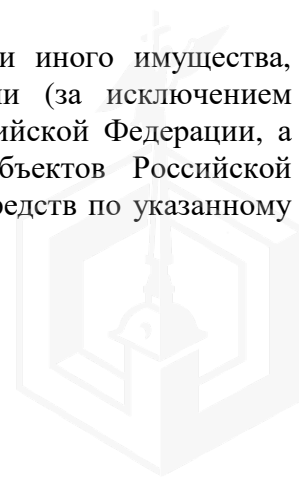 и иного имущества,
и (за исключением
ийской Федерации, а
бъектов Российской
редств по указанному